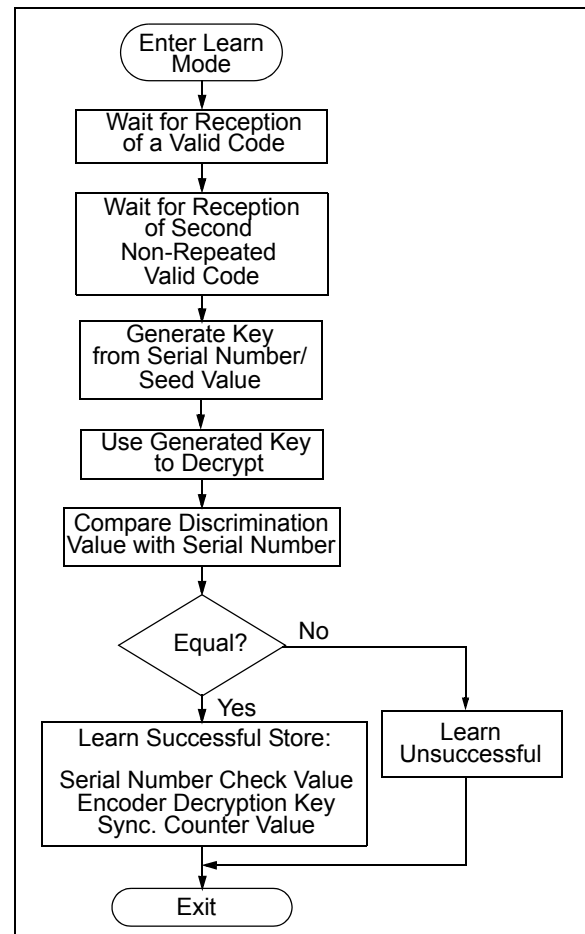 Enter Learn
Mode
Wait for Reception
of a Valid Code
Wait for Reception
of Second
Non-Repeated
Valid Code
Generate Key
from Serial Number/
Seed Value
Use Generated Key
to Decrypt
Compare Discrimination
Value with Serial Number
Equal?
No
Yes
Learn Successful Store:
Serial Number Check Value
Encoder Decryption Key
Sync. Counter Value
Learn
Unsuccessful
Exit